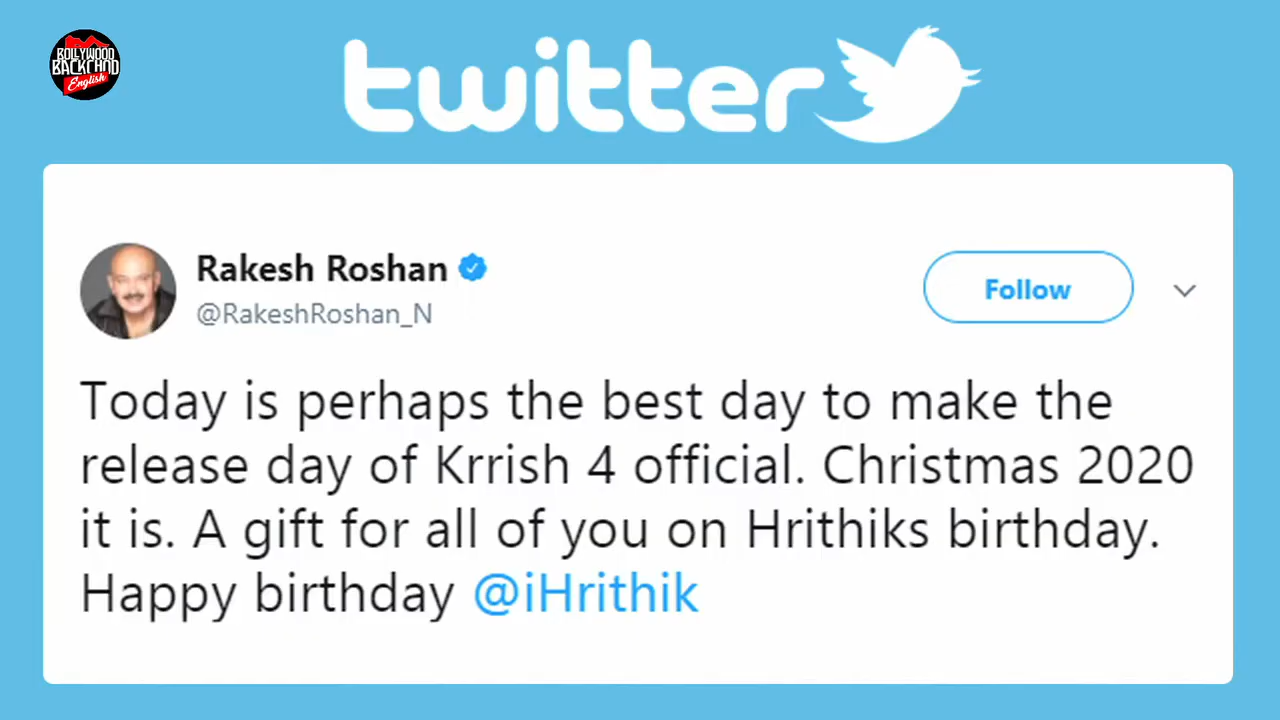 BOLLYWOOD
BACKLAND
English
twitter
Rakesh Roshan
@RakeshRoshan_N
Follow
Today is perhaps the best day to make the
release day of Krrish 4 official. Christmas 2020
it is. A gift for all of you on Hrithiks birthday.
Happy birthday @iHrithik